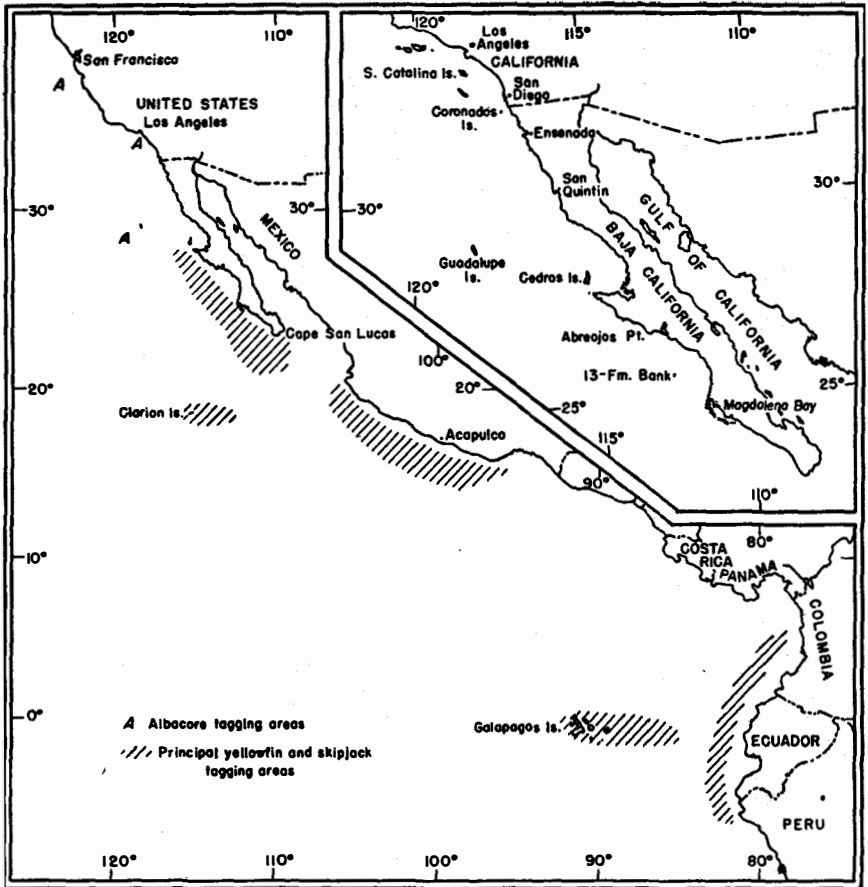 120°
110°
San Francisco
A
A
UNITED STATES
Los Angeles
A
30°
30°
MEXICO
A
Cape San Lucas
20°
Clarion Is.
Acapulco
10°
0°
A Albacore tagging areas
Principal yellowfin and skipjack
tagging areas
Galapagos Is.
COSTA
RICA
PANAMA
COLOMBIA
ECUADOR
PERU
120°
110°
100°
90°
80°
120°
115°
110°
Los
Angeles
CALIFORNIA
S. Catalina Is.
San
Diego
Coronados
Is.
Ensenada
San
Quintin
30°
30°
GULF OF CALIFORNIA
BAJA CALIFORNIA
Guadalupe
Is.
Cedros Is.
Abreojos Pt.
13-Fm. Bank
Magdalena Bay
25°
120°
100°
20°
25°
115°
90°
110°
80°